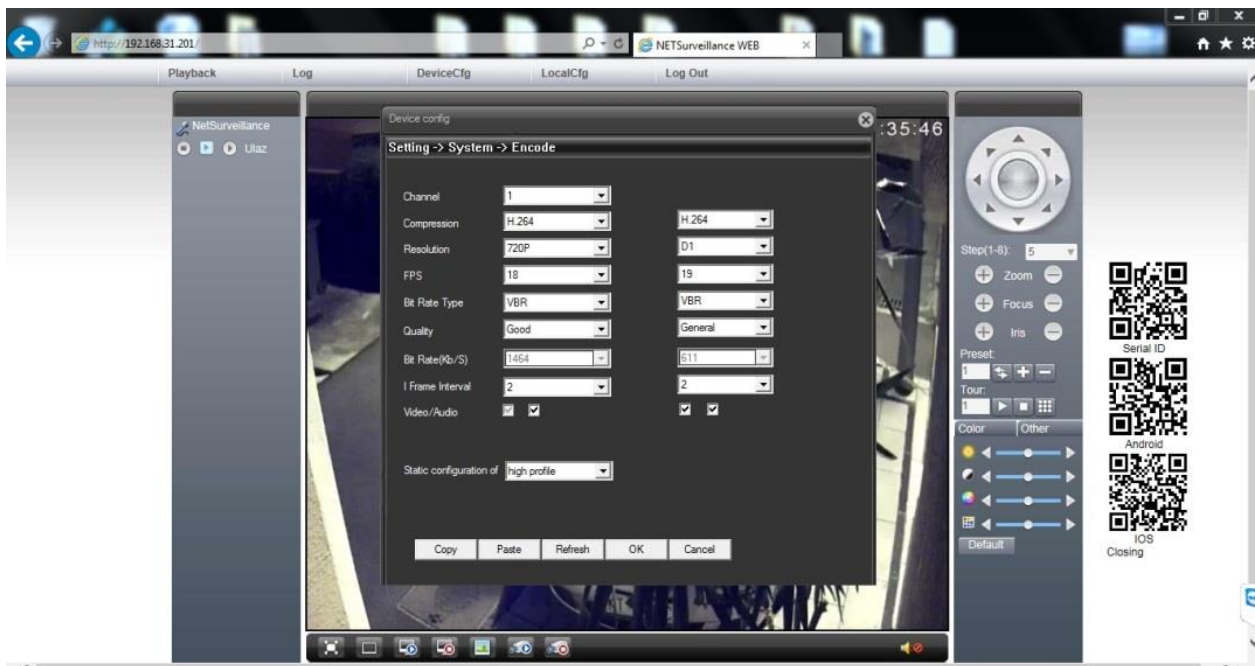 http://192.168.31.201/
NETSurveillance WEB
Playback Log DeviceCfg LocalCfg Log Out
NetSurveillance
Ulaz
:35:46
Device config
Setting -> System -> Encode
Channel 1
Compression H.264 H.264
Resolution 720P D1
FPS 18 19
Bit Rate Type VBR VBR
Quality Good General
Bit Rate(Kb/S) 1464 611
I Frame Interval 2 2
Video/Audio
Static configuration of high profile
Copy Paste Refresh OK Cancel
Step(1-8): 5
Zoom
Focus
Iris
Preset:
1
Tour:
1
Color Other
Default
Serial ID
Android
IOS
Closing